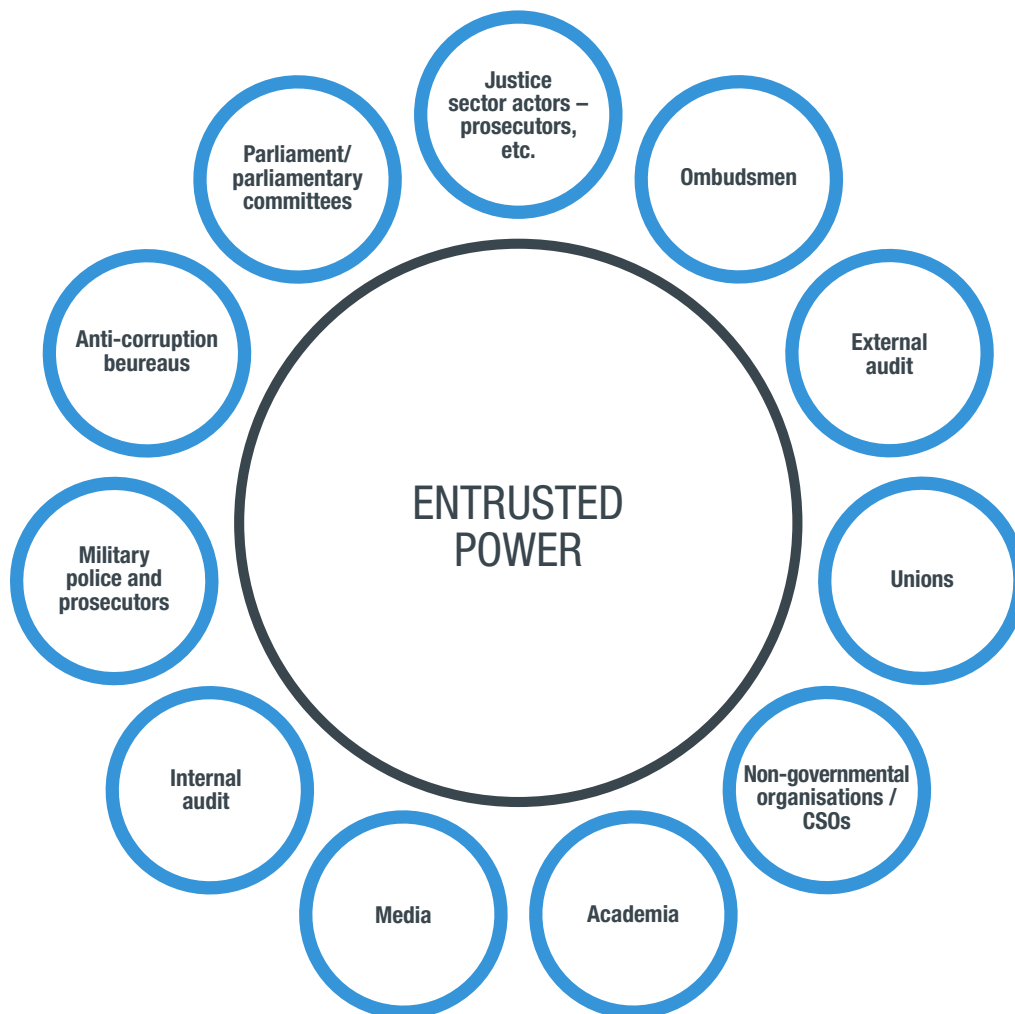 Justice
sector actors –
prosecutors,
etc.
Ombudsmen
External
audit
Unions
Non-governmental
organisations /
CSOs
Academia
Media
Internal
audit
Military
police and
prosecutors
Anti-corruption
beureaus
Parliament/
parliamentary
committees
ENTRUSTED
POWER